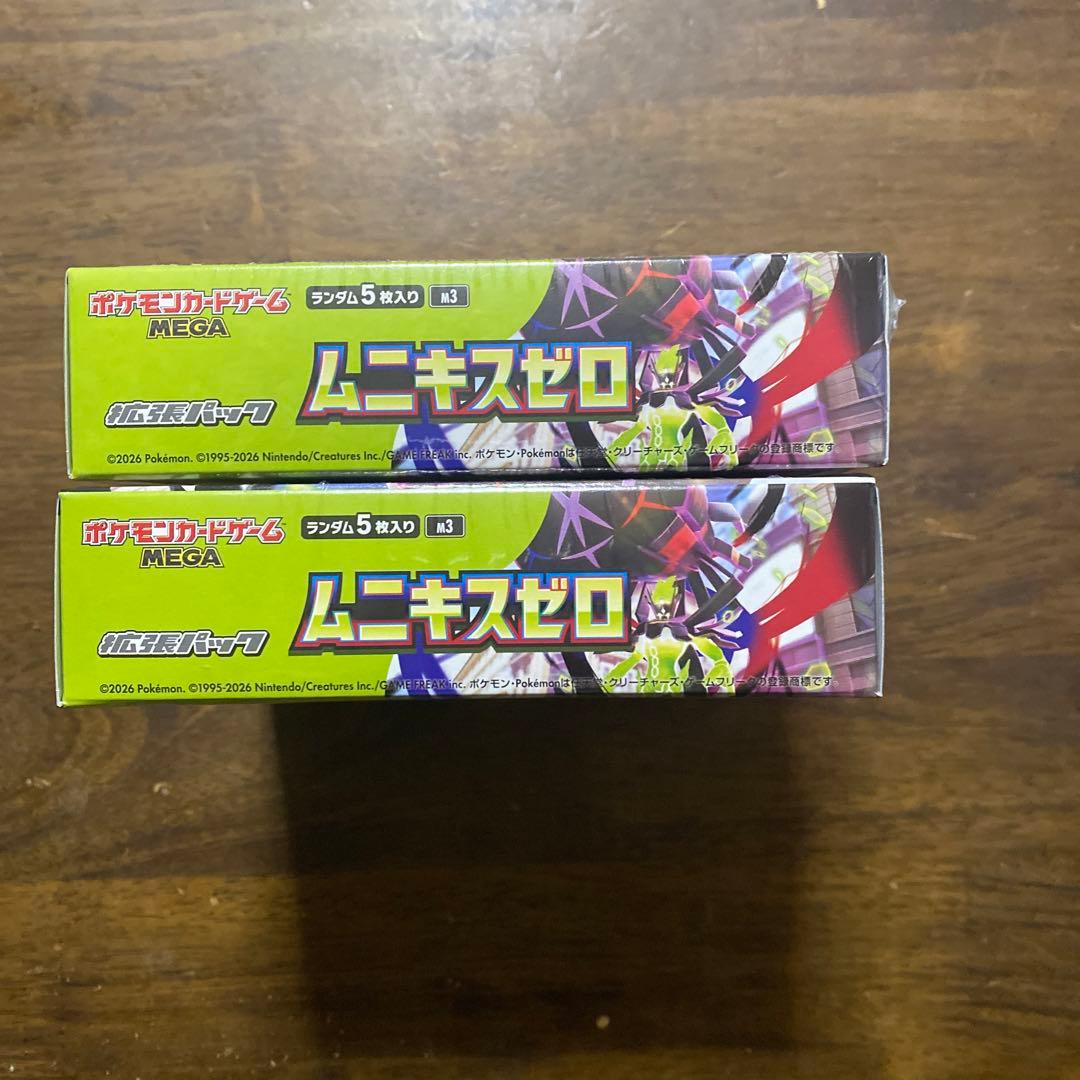 ポケモンカードゲーム
MEGA
ランダム5枚入り M3
ムニキスゼロ
拡張パック
©2026 Pokémon. ©1995-2026 Nintendo/Creatures Inc./GAME FREAK inc. ポケモン・Pokémonは任天堂・クリーチャーズ・ゲームフリークの登録商標です。
ポケモンカードゲーム
MEGA
ランダム5枚入り M3
ムニキスゼロ
拡張パック
©2026 Pokémon. ©1995-2026 Nintendo/Creatures Inc./GAME FREAK inc. ポケモン・Pokémonは任天堂・クリーチャーズ・ゲームフリークの登録商標です。